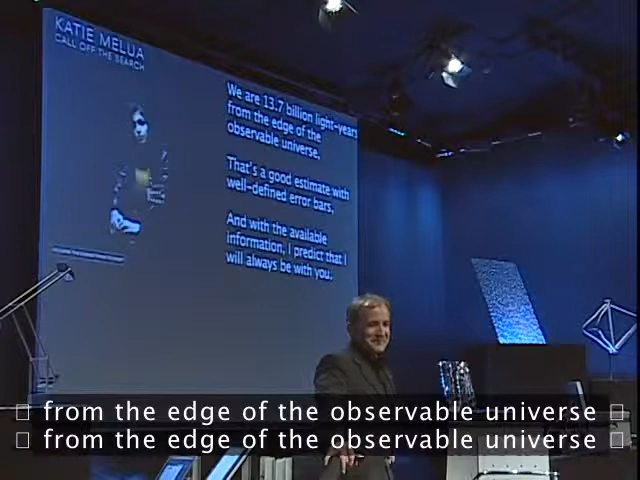 KATIE MELUA
CALL OFF THE SEARCH
We are 13.7 billion light-years
from the edge of the
observable universe.
That's a good estimate with
well-defined error bars,
And with the available
information, I predict that I
will always be with you.
□ from the edge of the observable universe □
□ from the edge of the observable universe □